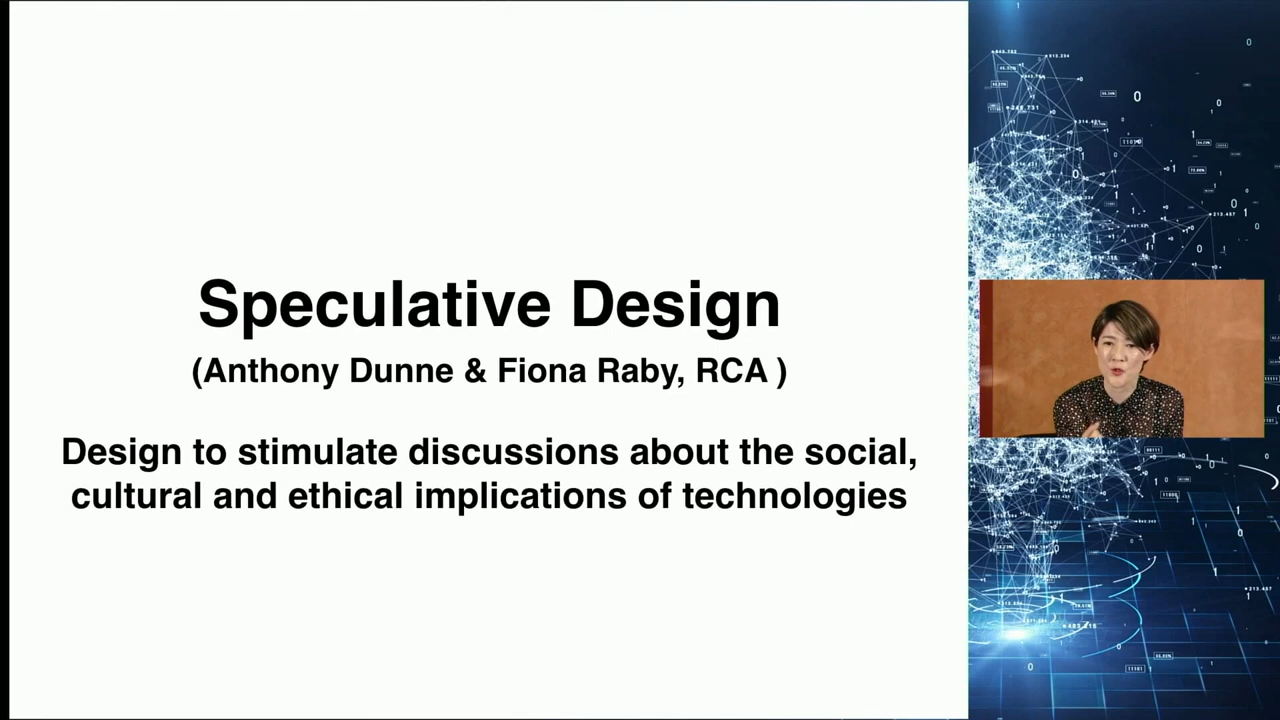 Speculative Design
(Anthony Dunne & Fiona Raby, RCA )
Design to stimulate discussions about the social,
cultural and ethical implications of technologies